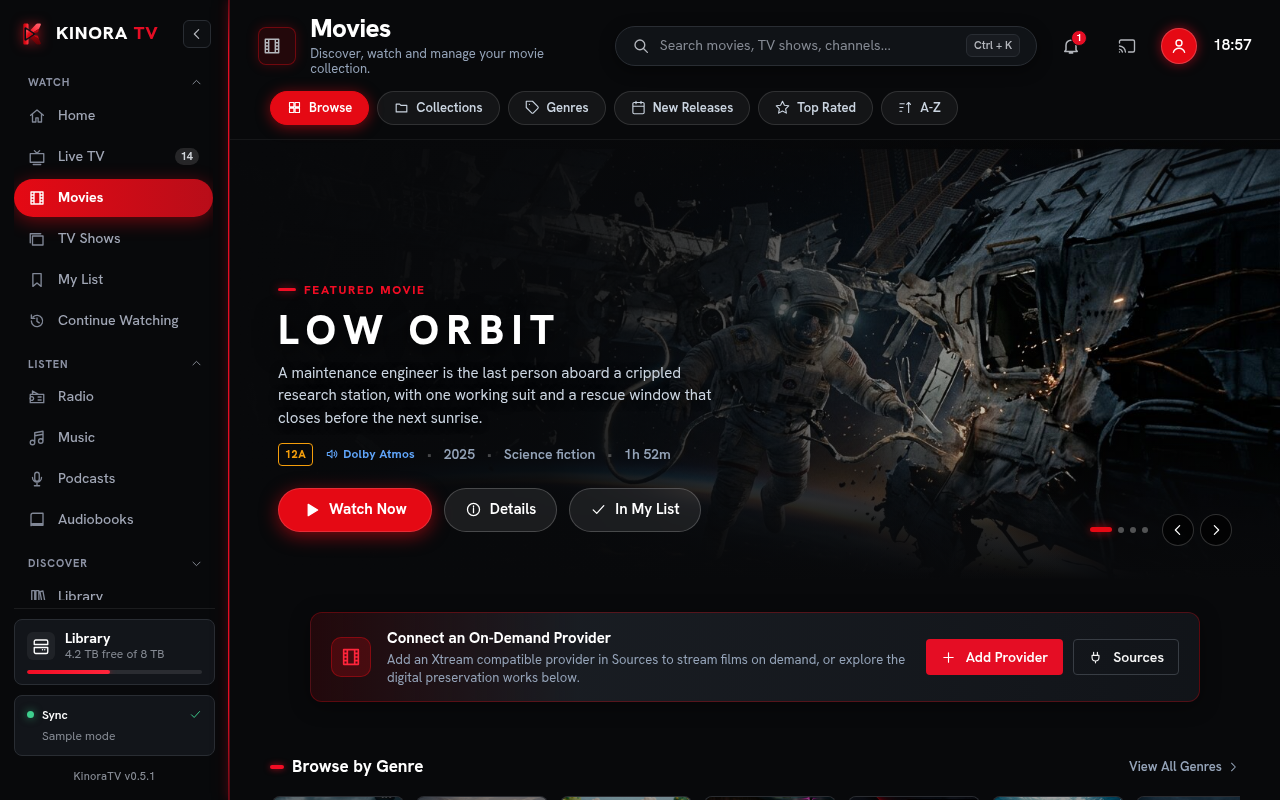 KINORA TV
WATCH
Home
Live TV
14
Movies
TV Shows
My List
Continue Watching
LISTEN
Radio
Music
Podcasts
Audiobooks
DISCOVER
Library
Library
4.2 TB free of 8 TB
Sync
Sample mode
KinoraTV v0.5.1
Movies
Discover, watch and manage your movie
collection.
Search movies, TV shows, channels...
Ctrl + K
1
18:57
Browse
Collections
Genres
New Releases
Top Rated
A-Z
FEATURED MOVIE
LOW ORBIT
A maintenance engineer is the last person aboard a crippled
research station, with one working suit and a rescue window that
closes before the next sunrise.
12A
Dolby Atmos
2025
Science fiction
1h 52m
Watch Now
Details
In My List
Connect an On-Demand Provider
Add an Xtream compatible provider in Sources to stream films on demand, or explore the
digital preservation works below.
Add Provider
Sources
Browse by Genre
View All Genres